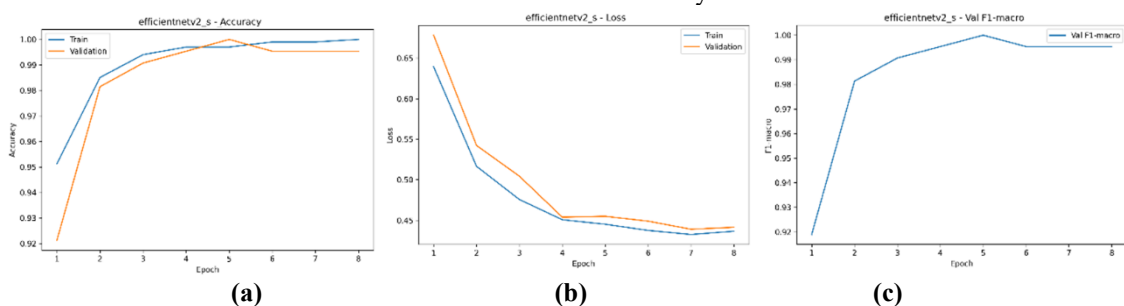 efficientnetv2_s - Accuracy
Train
Validation
1.00
0.99
0.98
0.97
0.96
0.95
0.94
0.93
0.92
Accuracy
1 2 3 4 5 6 7 8
Epoch
(a)
efficientnetv2_s - Loss
Train
Validation
0.65
0.60
0.55
0.50
0.45
Loss
1 2 3 4 5 6 7 8
Epoch
(b)
efficientnetv2_s - Val F1-macro
Val F1-macro
1.00
0.99
0.98
0.97
0.96
0.95
0.94
0.93
0.92
F1-macro
1 2 3 4 5 6 7 8
Epoch
(c)